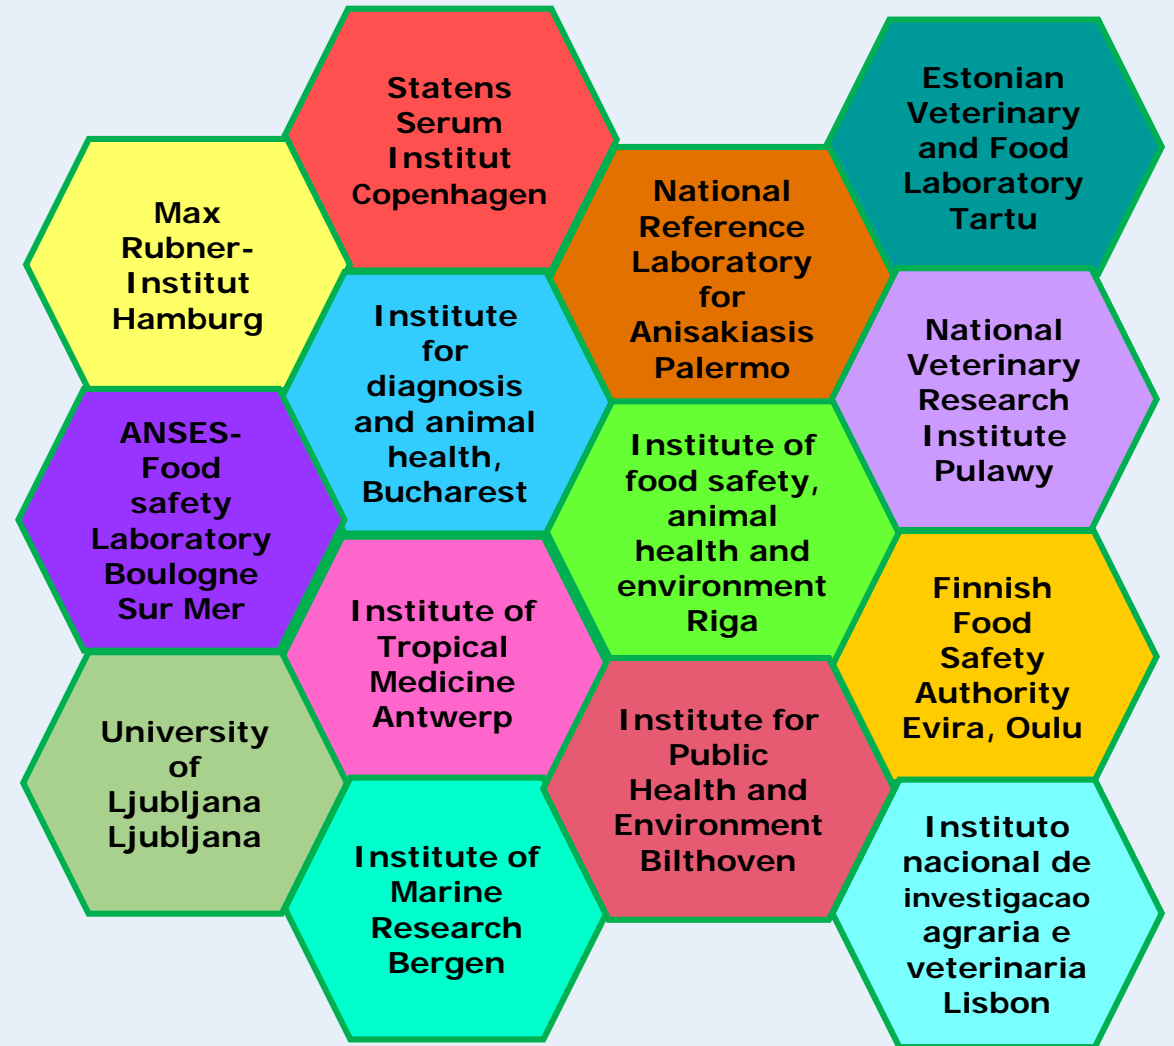 Statens
Serum
Institut
Copenhagen
Estonian
Veterinary
and Food
Laboratory
Tartu
Max
Rubner-
Institut
Hamburg
National
Reference
Laboratory
for
Anisakiasis
Palermo
Institute
for
diagnosis
and animal
health,
Bucharest
National
Veterinary
Research
Institute
Pulawy
ANSES-
Food
safety
Laboratory
Boulogne
Sur Mer
Institute of
food safety,
animal
health and
environment
Riga
Institute of
Tropical
Medicine
Antwerp
Finnish
Food
Safety
Authority
Evira, Oulu
University
of
Ljubljana
Ljubljana
Institute for
Public
Health and
Environment
Bilthoven
Institute of
Marine
Research
Bergen
Instituto
nacional de
investigacao
agraria e
veterinaria
Lisbon